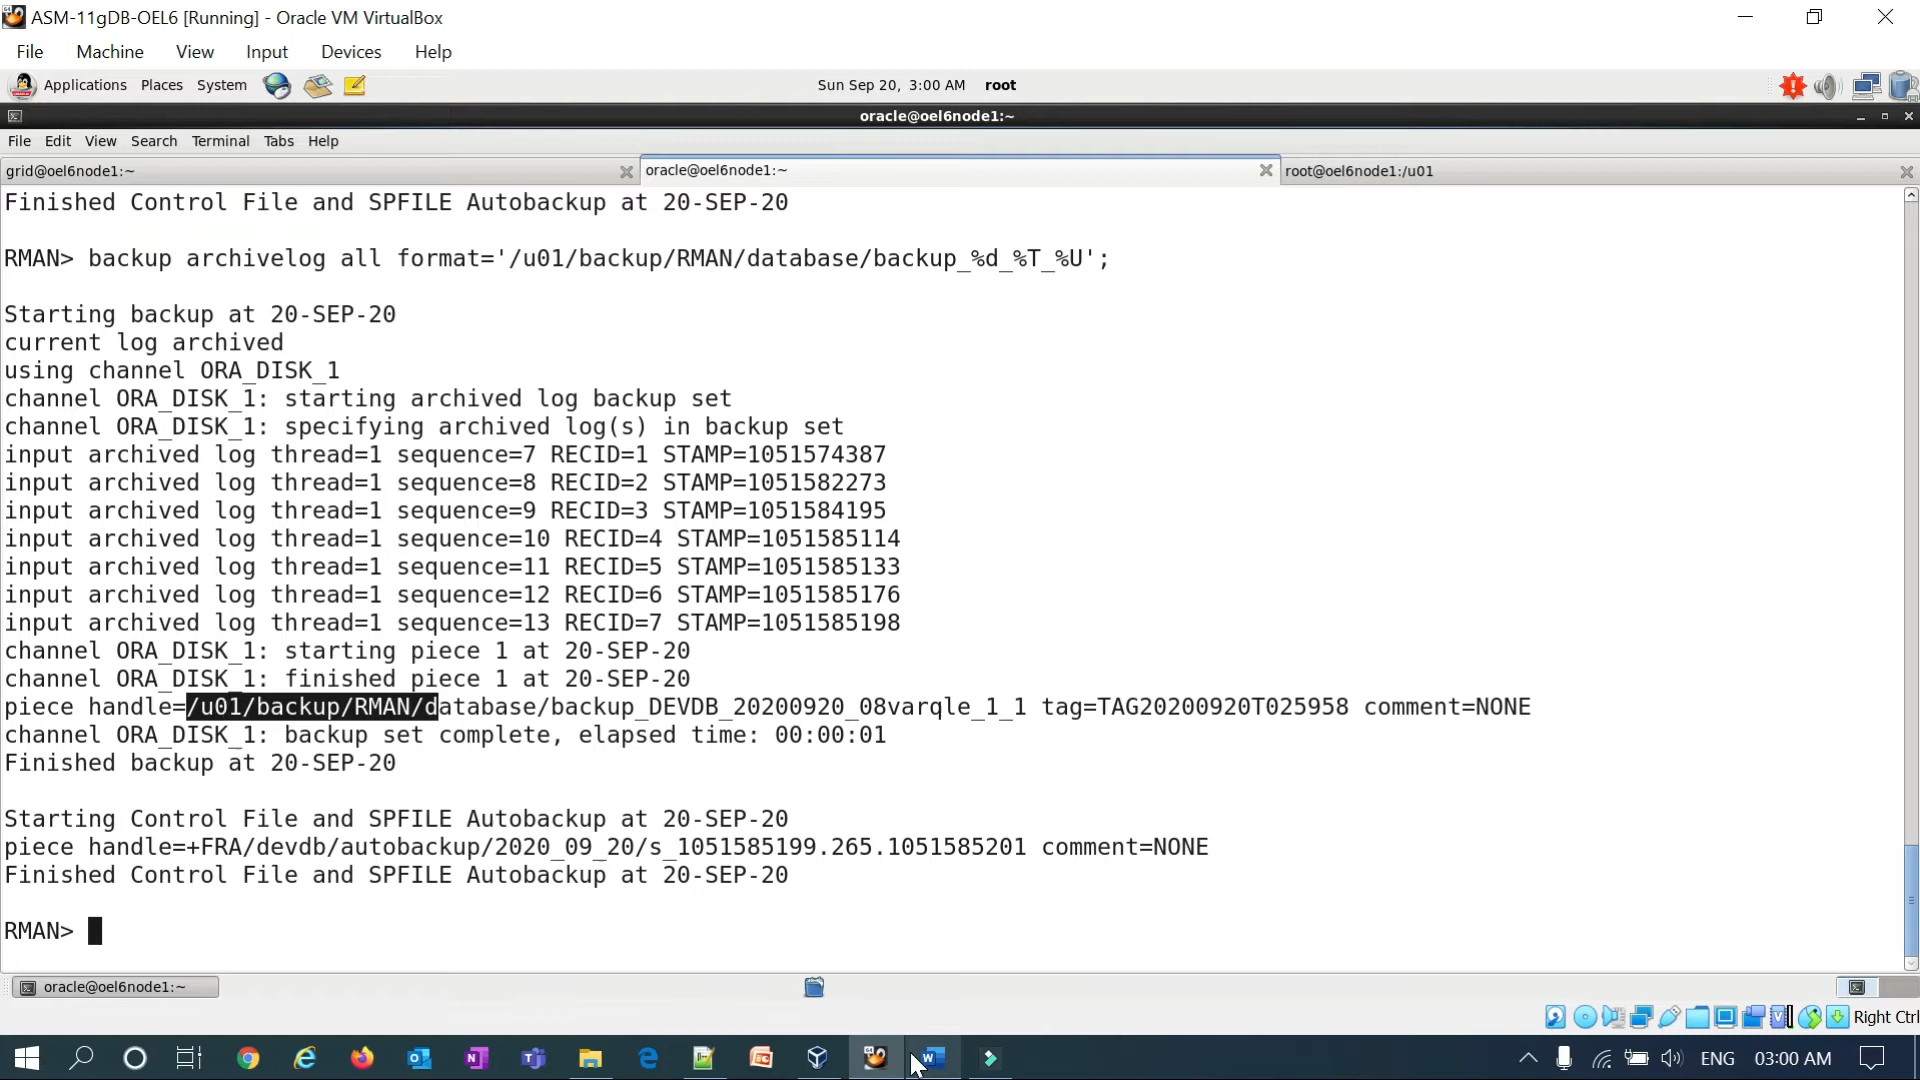 ASM-11gDB-OEL6 [Running] - Oracle VM VirtualBox
File Machine View Input Devices Help
Applications Places System Sun Sep 20, 3:00 AM root
oracle@oel6node1:~
File Edit View Search Terminal Tabs Help
grid@oel6node1:~ oracle@oel6node1:~ root@oel6node1:/u01
Finished Control File and SPFILE Autobackup at 20-SEP-20
RMAN> backup archivelog all format='/u01/backup/RMAN/database/backup_%d_%T_%U';
Starting backup at 20-SEP-20
current log archived
using channel ORA_DISK_1
channel ORA_DISK_1: starting archived log backup set
channel ORA_DISK_1: specifying archived log(s) in backup set
input archived log thread=1 sequence=7 RECID=1 STAMP=1051574387
input archived log thread=1 sequence=8 RECID=2 STAMP=1051582273
input archived log thread=1 sequence=9 RECID=3 STAMP=1051584195
input archived log thread=1 sequence=10 RECID=4 STAMP=1051585114
input archived log thread=1 sequence=11 RECID=5 STAMP=1051585133
input archived log thread=1 sequence=12 RECID=6 STAMP=1051585176
input archived log thread=1 sequence=13 RECID=7 STAMP=1051585198
channel ORA_DISK_1: starting piece 1 at 20-SEP-20
channel ORA_DISK_1: finished piece 1 at 20-SEP-20
piece handle=/u01/backup/RMAN/database/backup_DEVDB_20200920_08varqle_1_1 tag=TAG20200920T025958 comment=NONE
channel ORA_DISK_1: backup set complete, elapsed time: 00:00:01
Finished backup at 20-SEP-20
Starting Control File and SPFILE Autobackup at 20-SEP-20
piece handle=+FRA/devdb/autobackup/2020_09_20/s_1051585199.265.1051585201 comment=NONE
Finished Control File and SPFILE Autobackup at 20-SEP-20
RMAN>
oracle@oel6node1:~
Right Ctrl
ENG 03:00 AM